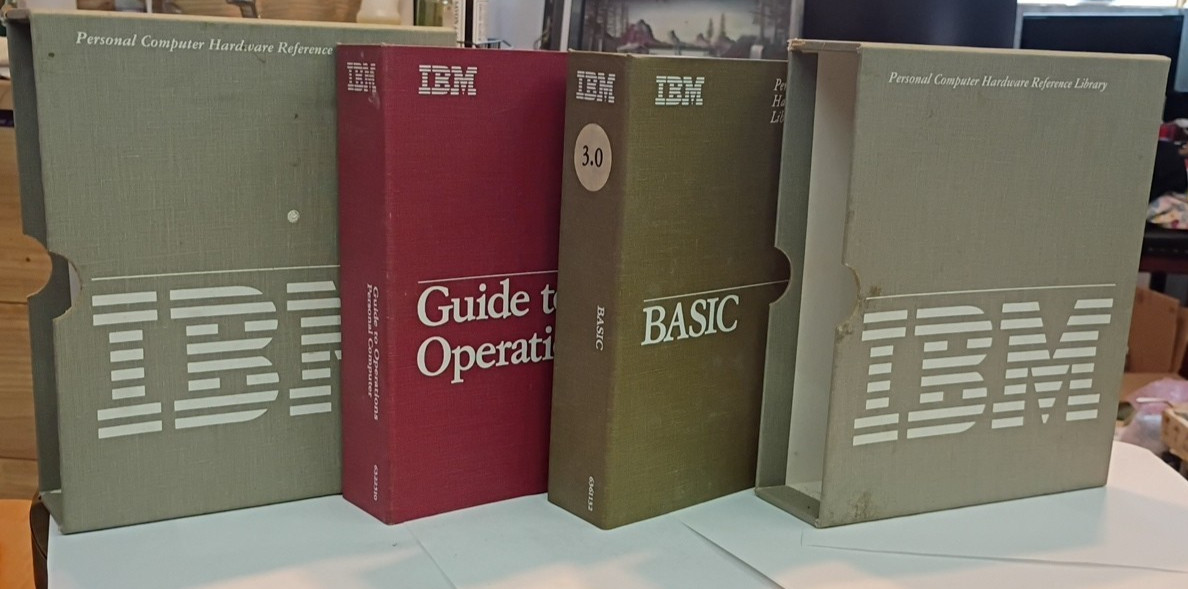 Personal Computer Hardware Reference
IBM
IBM
IBM
Guide to
Operati
Guide to Operations
Personal Computer
IBM
IBM
3.0
BASIC
BASIC
Personal Computer Hardware Reference Library
IBM